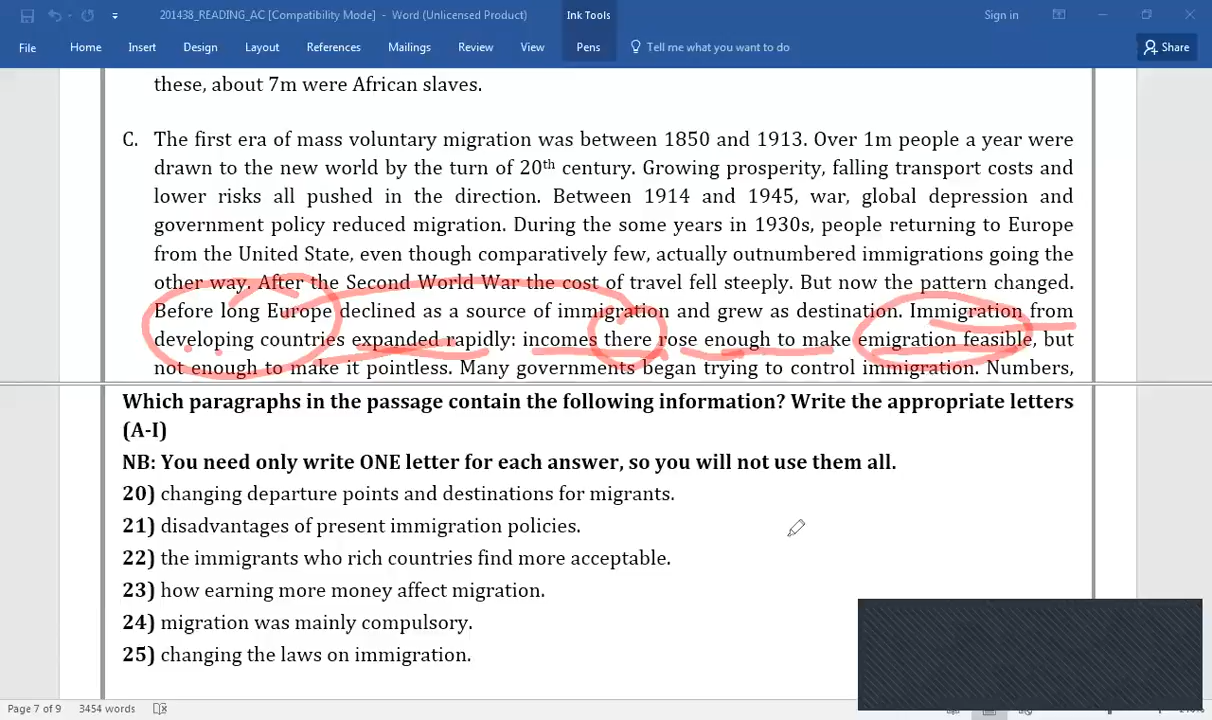 201438_READING_AC [Compatibility Mode] - Word (Unlicensed Product)
Ink Tools
Sign in
File Home Insert Design Layout References Mailings Review View Pens Tell me what you want to do Share
these, about 7m were African slaves.
C. The first era of mass voluntary migration was between 1850 and 1913. Over 1m people a year were
drawn to the new world by the turn of 20th century. Growing prosperity, falling transport costs and
lower risks all pushed in the direction. Between 1914 and 1945, war, global depression and
government policy reduced migration. During the some years in 1930s, people returning to Europe
from the United State, even though comparatively few, actually outnumbered immigrations going the
other way. After the Second World War the cost of travel fell steeply. But now the pattern changed.
Before long Europe declined as a source of immigration and grew as destination. Immigration from
developing countries expanded rapidly: incomes there rose enough to make emigration feasible, but
not enough to make it pointless. Many governments began trying to control immigration. Numbers,
Which paragraphs in the passage contain the following information? Write the appropriate letters
(A-I)
NB: You need only write ONE letter for each answer, so you will not use them all.
20) changing departure points and destinations for migrants.
21) disadvantages of present immigration policies.
22) the immigrants who rich countries find more acceptable.
23) how earning more money affect migration.
24) migration was mainly compulsory.
25) changing the laws on immigration.
Page 7 of 9 3454 words